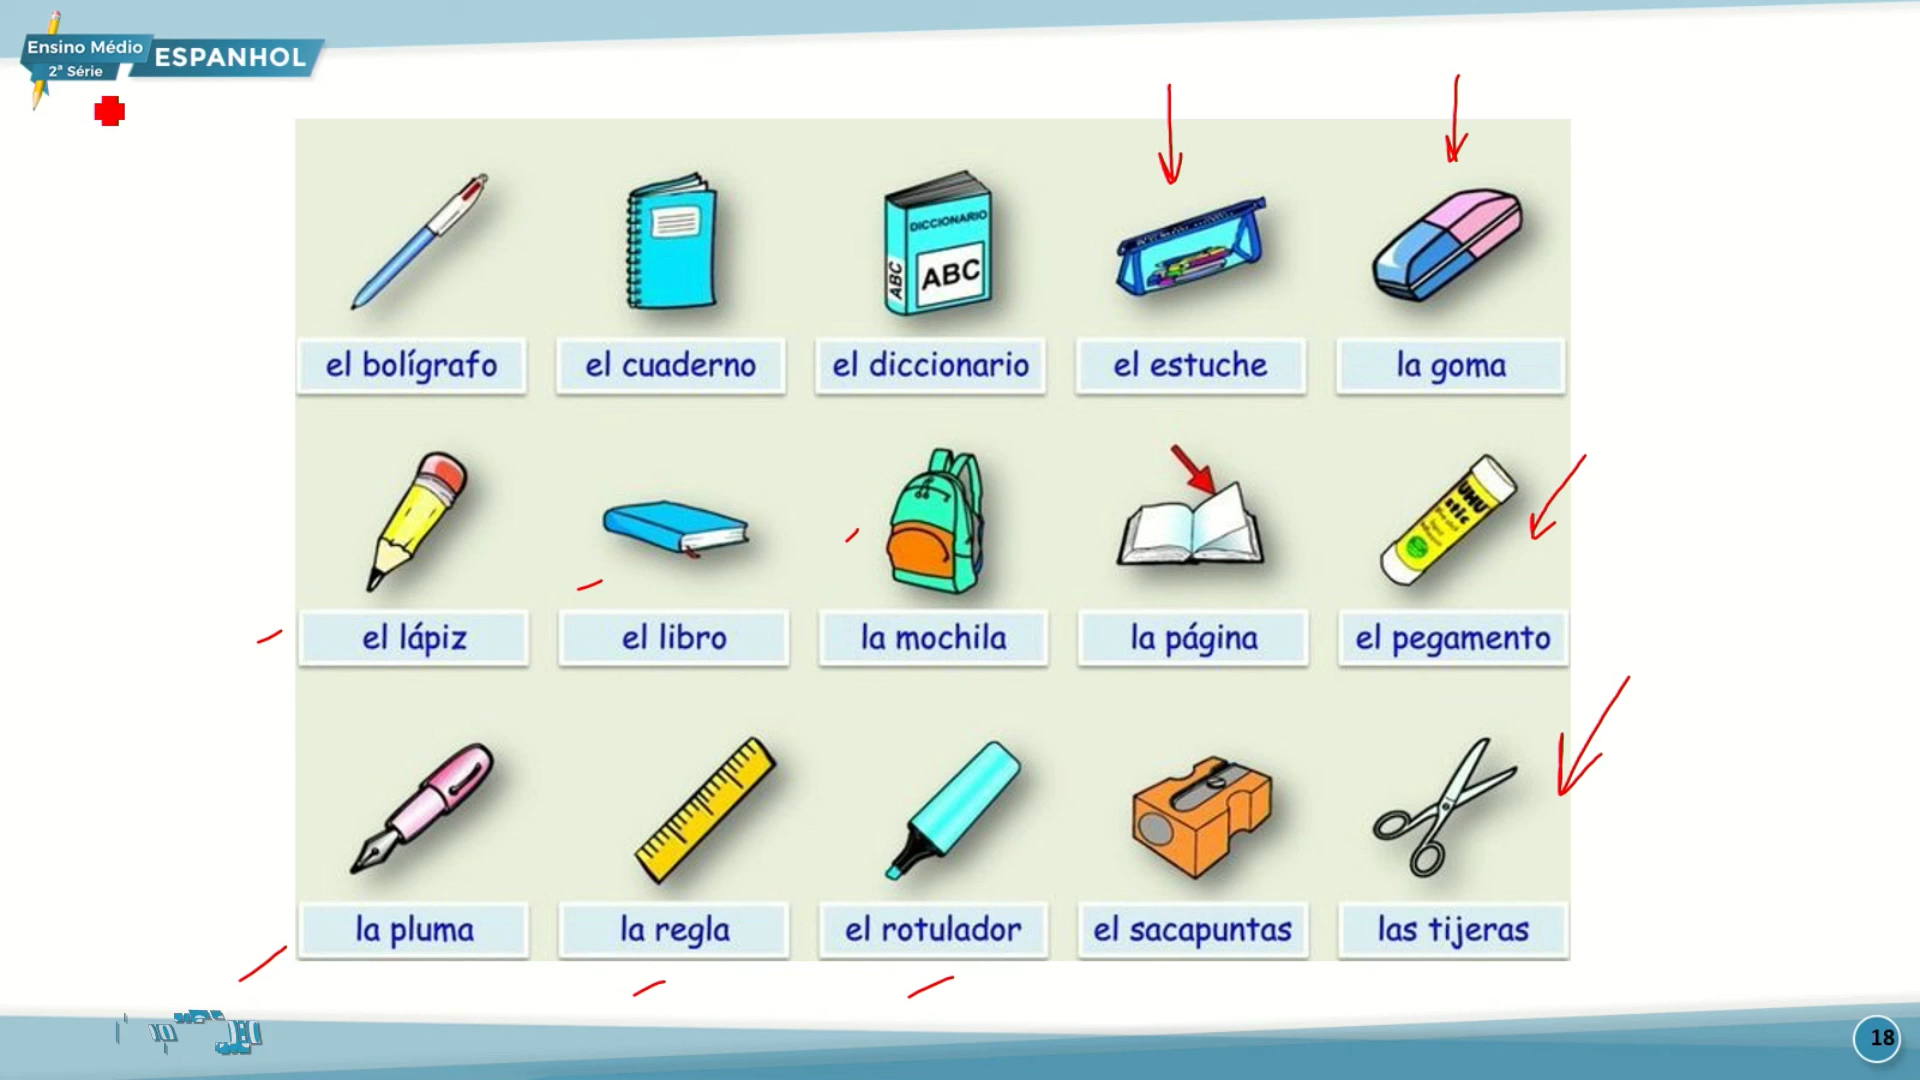 Ensino Médio
2ª Série
ESPANHOL
DICCIONARIO
ABC
ABC
el bolígrafo
el cuaderno
el diccionario
el estuche
la goma
UHU
stic
el lápiz
el libro
la mochila
la página
el pegamento
la pluma
la regla
el rotulador
el sacapuntas
las tijeras
18